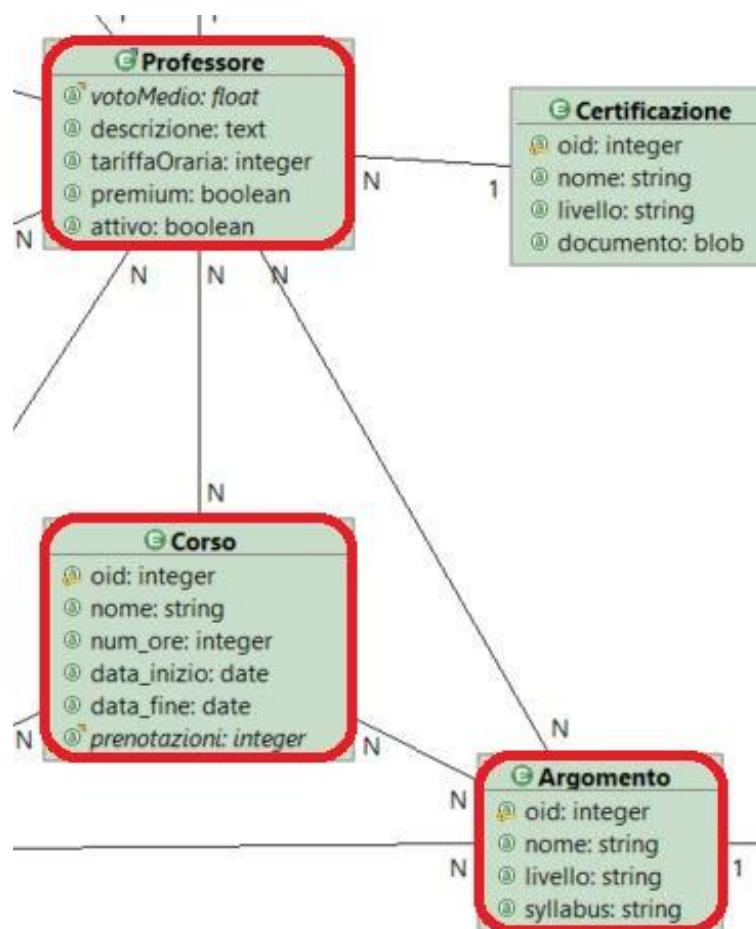 Professore
votoMedio: float
descrizione: text
tariffaOraria: integer
premium: boolean
attivo: boolean
Certificazione
oid: integer
nome: string
livello: string
documento: blob
N
1
N
N
N
N
N
Corso
oid: integer
nome: string
num_ore: integer
data_inizio: date
data_fine: date
prenotazioni: integer
N
N
N
N
Argomento
oid: integer
nome: string
livello: string
syllabus: string
N
1